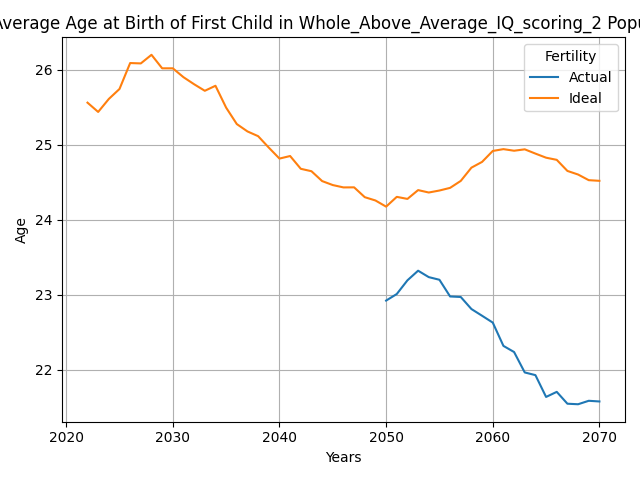 Average Age at Birth of First Child in Whole_Above_Average_IQ_scoring_2
Fertility
Actual
Ideal
26
25
24
23
22
Age
2020 2030 2040 2050 2060 2070
Years